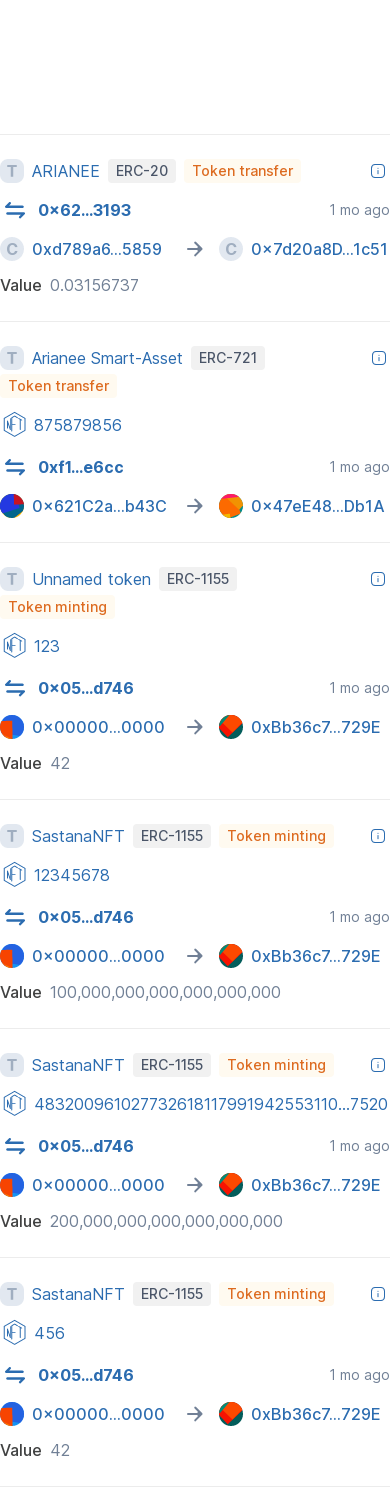 T ARIANEE ERC-20 Token transfer
0x62...3193 1 mo ago
C 0xd789a6...5859 → C 0x7d20a8D...1c51
Value 0.03156737
T Arianee Smart-Asset ERC-721
Token transfer
875879856
0xf1...e6cc 1 mo ago
0x621C2a...b43C → 0x47eE48...Db1A
T Unnamed token ERC-1155
Token minting
123
0x05...d746 1 mo ago
0x00000...0000 → 0xBb36c7...729E
Value 42
T SastanaNFT ERC-1155 Token minting
12345678
0x05...d746 1 mo ago
0x00000...0000 → 0xBb36c7...729E
Value 100,000,000,000,000,000,000
T SastanaNFT ERC-1155 Token minting
483200961027732618117991942553110...7520
0x05...d746 1 mo ago
0x00000...0000 → 0xBb36c7...729E
Value 200,000,000,000,000,000,000
T SastanaNFT ERC-1155 Token minting
456
0x05...d746 1 mo ago
0x00000...0000 → 0xBb36c7...729E
Value 42